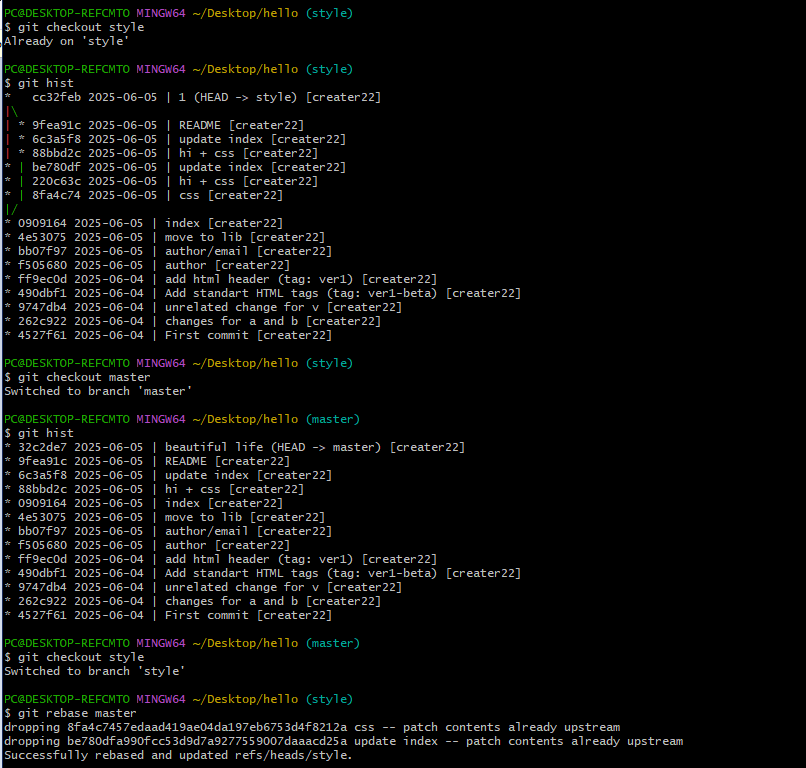 PC@DESKTOP-REFCMTO MINGW64 ~/Desktop/hello (style)
$ git checkout style
Already on 'style'
PC@DESKTOP-REFCMTO MINGW64 ~/Desktop/hello (style)
$ git hist
*   cc32feb 2025-06-05 | 1 (HEAD -> style) [creater22]
|\
| * 9fea91c 2025-06-05 | README [creater22]
| * 6c3a5f8 2025-06-05 | update index [creater22]
| * 88bbd2c 2025-06-05 | hi + css [creater22]
* | be780df 2025-06-05 | update index [creater22]
* | 220c63c 2025-06-05 | hi + css [creater22]
* | 8fa4c74 2025-06-05 | css [creater22]
|/
* 0909164 2025-06-05 | index [creater22]
* 4e53075 2025-06-05 | move to lib [creater22]
* bb07f97 2025-06-05 | author/email [creater22]
* f505680 2025-06-05 | author [creater22]
* ff9ec0d 2025-06-04 | add html header (tag: ver1) [creater22]
* 490dbf1 2025-06-04 | Add standart HTML tags (tag: ver1-beta) [creater22]
* 9747db4 2025-06-04 | unrelated change for v [creater22]
* 262c922 2025-06-04 | changes for a and b [creater22]
* 4527f61 2025-06-04 | First commit [creater22]
PC@DESKTOP-REFCMTO MINGW64 ~/Desktop/hello (style)
$ git checkout master
Switched to branch 'master'
PC@DESKTOP-REFCMTO MINGW64 ~/Desktop/hello (master)
$ git hist
* 32c2de7 2025-06-05 | beautiful life (HEAD -> master) [creater22]
* 9fea91c 2025-06-05 | README [creater22]
* 6c3a5f8 2025-06-05 | update index [creater22]
* 88bbd2c 2025-06-05 | hi + css [creater22]
* 0909164 2025-06-05 | index [creater22]
* 4e53075 2025-06-05 | move to lib [creater22]
* bb07f97 2025-06-05 | author/email [creater22]
* f505680 2025-06-05 | author [creater22]
* ff9ec0d 2025-06-04 | add html header (tag: ver1) [creater22]
* 490dbf1 2025-06-04 | Add standart HTML tags (tag: ver1-beta) [creater22]
* 9747db4 2025-06-04 | unrelated change for v [creater22]
* 262c922 2025-06-04 | changes for a and b [creater22]
* 4527f61 2025-06-04 | First commit [creater22]
PC@DESKTOP-REFCMTO MINGW64 ~/Desktop/hello (master)
$ git checkout style
Switched to branch 'style'
PC@DESKTOP-REFCMTO MINGW64 ~/Desktop/hello (style)
$ git rebase master
dropping 8fa4c7457edaad419ae04da197eb6753d4f8212a css -- patch contents already upstream
dropping be780dfa990fcc53d9d7a9277559007daaacd25a update index -- patch contents already upstream
Successfully rebased and updated refs/heads/style.